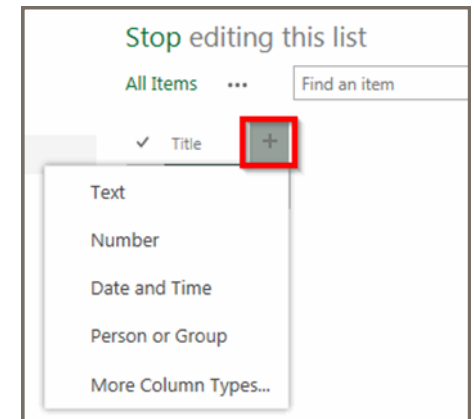 Stop editing this list
All Items ••• Find an item
✓ Title +
Text
Number
Date and Time
Person or Group
More Column Types...